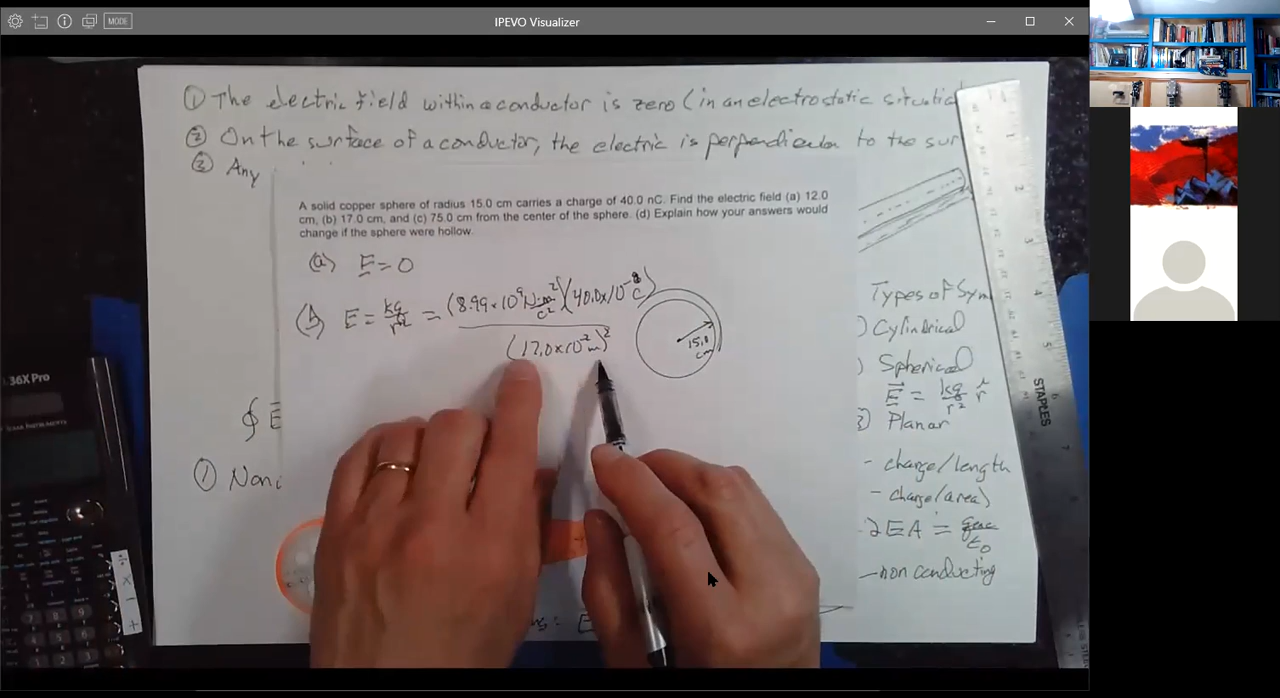 IPEVO Visualizer
MODE
① The electric field within a conductor is zero (in an electrostatic situatio
② On the surface of a conductor, the electric is perpendicular to the sur
③ Any
A solid copper sphere of radius 15.0 cm carries a charge of 40.0 nC. Find the electric field (a) 12.0
cm, (b) 17.0 cm, and (c) 75.0 cm from the center of the sphere. (d) Explain how your answers would
change if the sphere were hollow.
(a) E = 0
(b) E = kq/r² = (8.99×10⁹ N·m²/C²)(40.0×10⁻⁹ C)
(17.0×10⁻² m)²
15.0
cm
Types of Sym
) Cylindrical
) Spherical
E⃗ = kq/r² r̂
③ Planar
- charge/length
- charge/area)
2EA = qenc/ε0
- non conducting
∮ E
① Non
36X Pro
TEXAS INSTRUMENTS
STAPLES